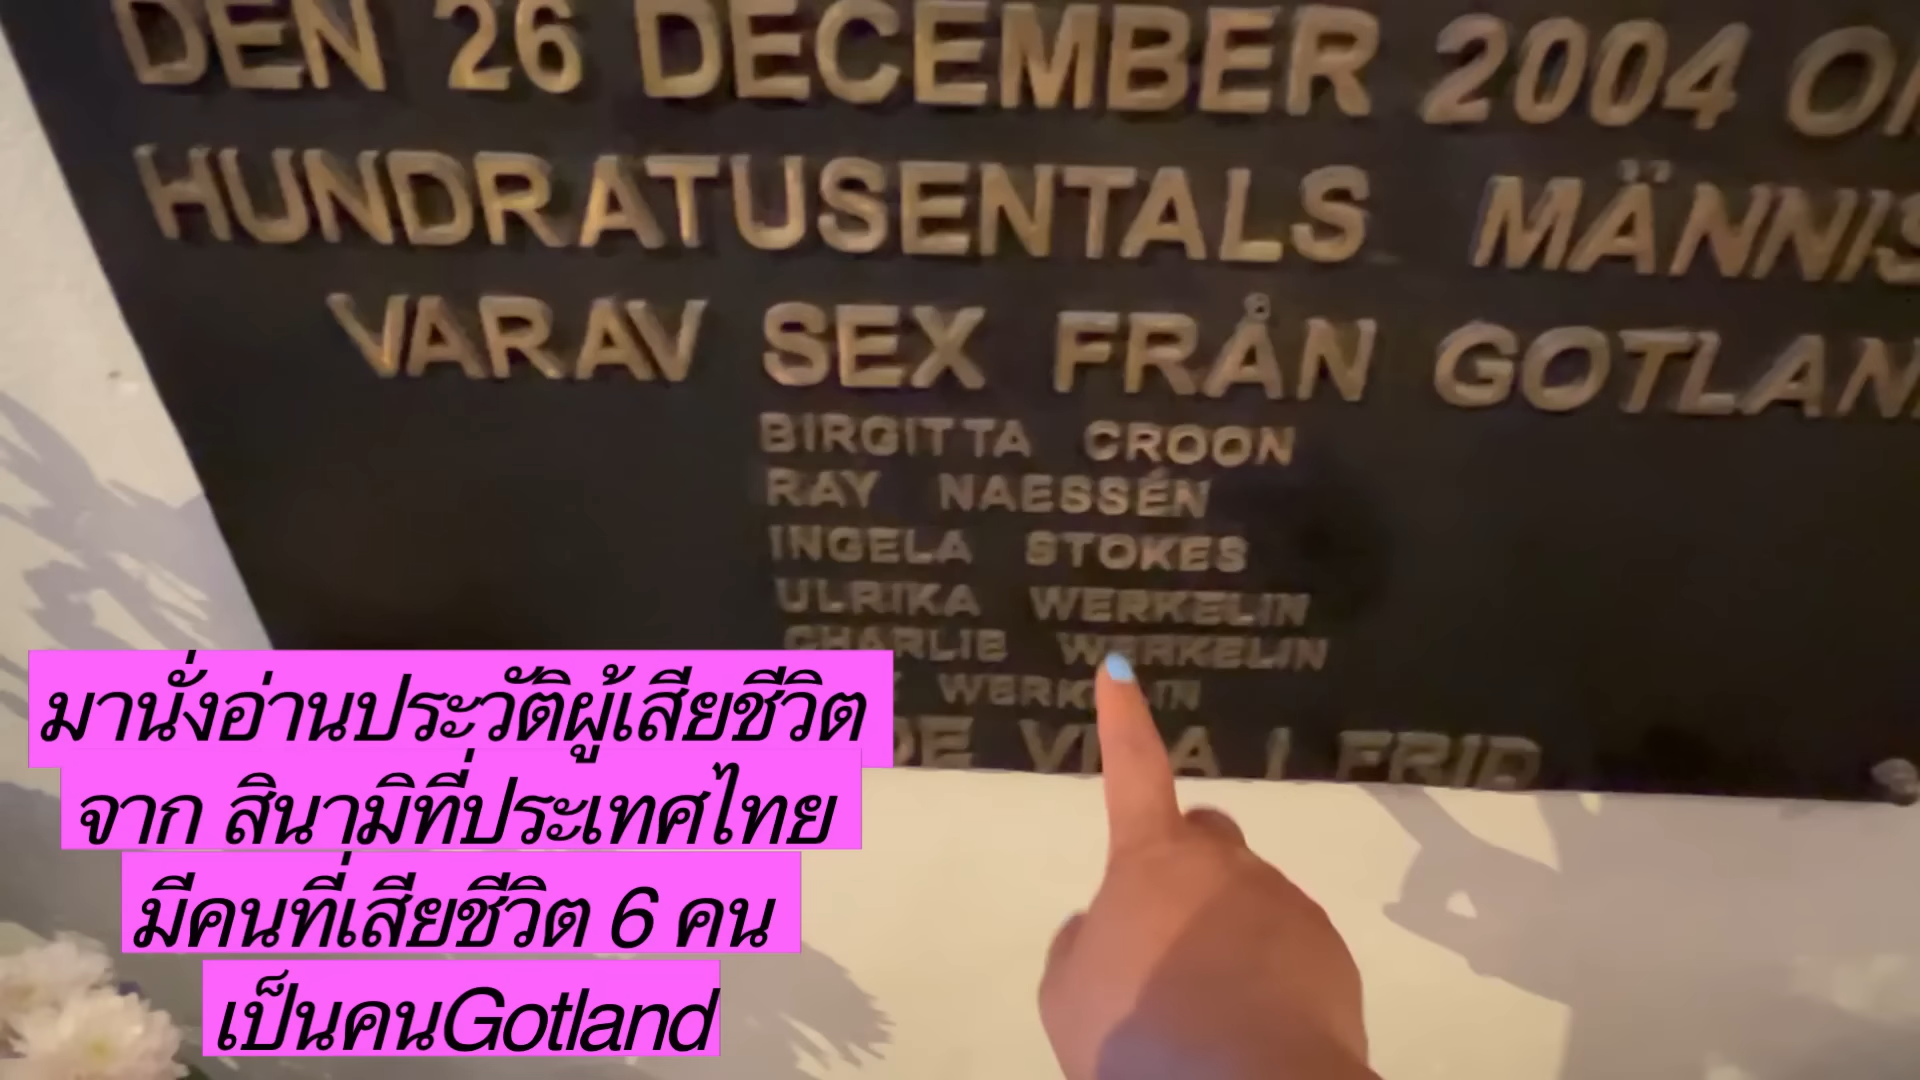 DEN 26 DECEMBER 2004
HUNDRATUSENTALS
VARAV SEX FRÅN
BIRGITTA CROON
RAY NAESSÉN
INGELA STOKES
ULRIKA WERKELIN
CHARLIE WERKELIN
WERKELIN
I FRID
มานั่งอ่านประวัติผู้เสียชีวิต
จาก สินามิที่ประเทศไทย
มีคนที่เสียชีวิต 6 คน
เป็นคนGotland